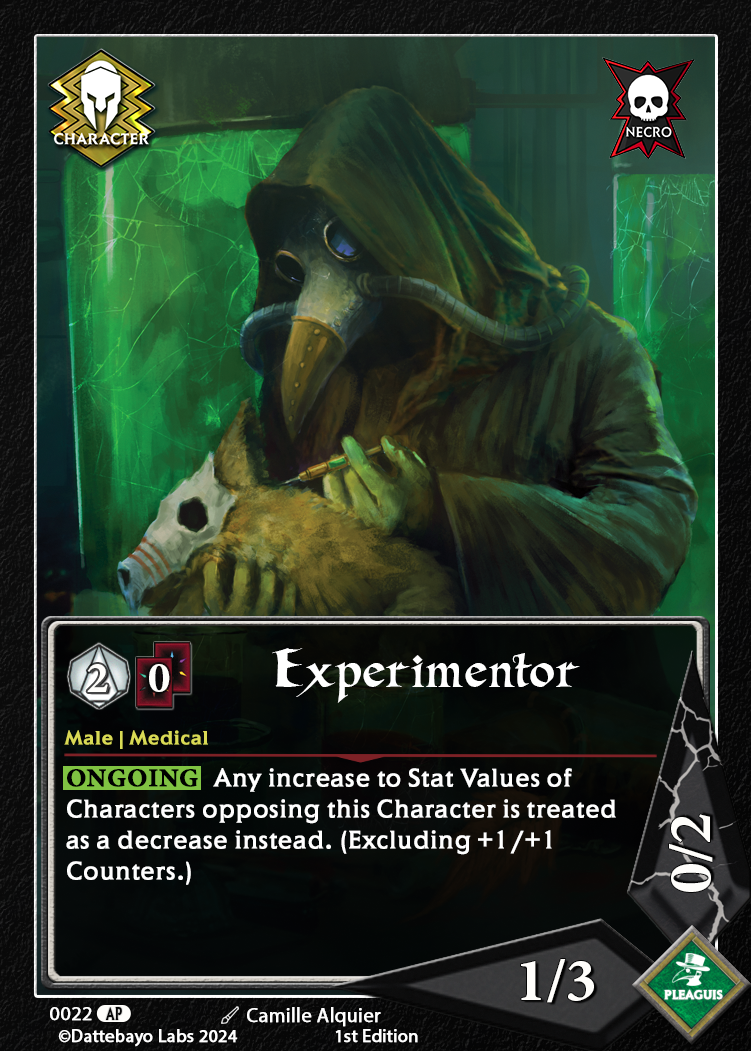 CHARACTER
NECRO
2 0 Experimentor
Male | Medical
ONGOING Any increase to Stat Values of
Characters opposing this Character is treated
as a decrease instead. (Excluding +1/+1
Counters.)
0/2
1/3
PLEAGUIS
0022 AP Camille Alquier
©Dattebayo Labs 2024 1st Edition